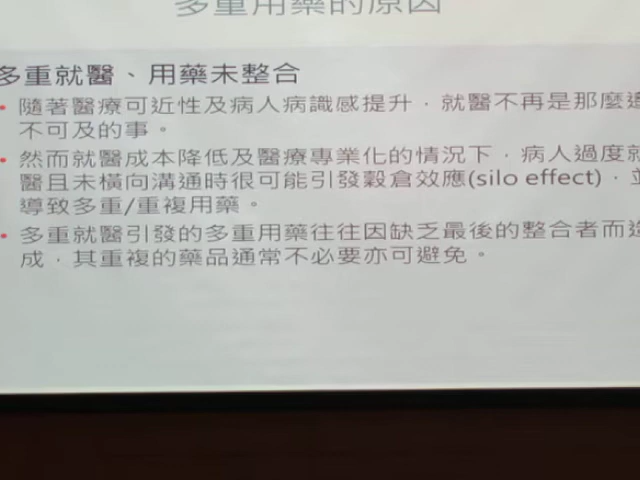 多重用藥的原因
多重就醫、用藥未整合
• 隨著醫療可近性及病人病識感提升，就醫不再是那麼遙
不可及的事。
• 然而就醫成本降低及醫療專業化的情況下，病人過度就
醫且未橫向溝通時很可能引發穀倉效應(silo effect)，並
導致多重/重複用藥。
• 多重就醫引發的多重用藥往往因缺乏最後的整合者而造
成，其重複的藥品通常不必要亦可避免。